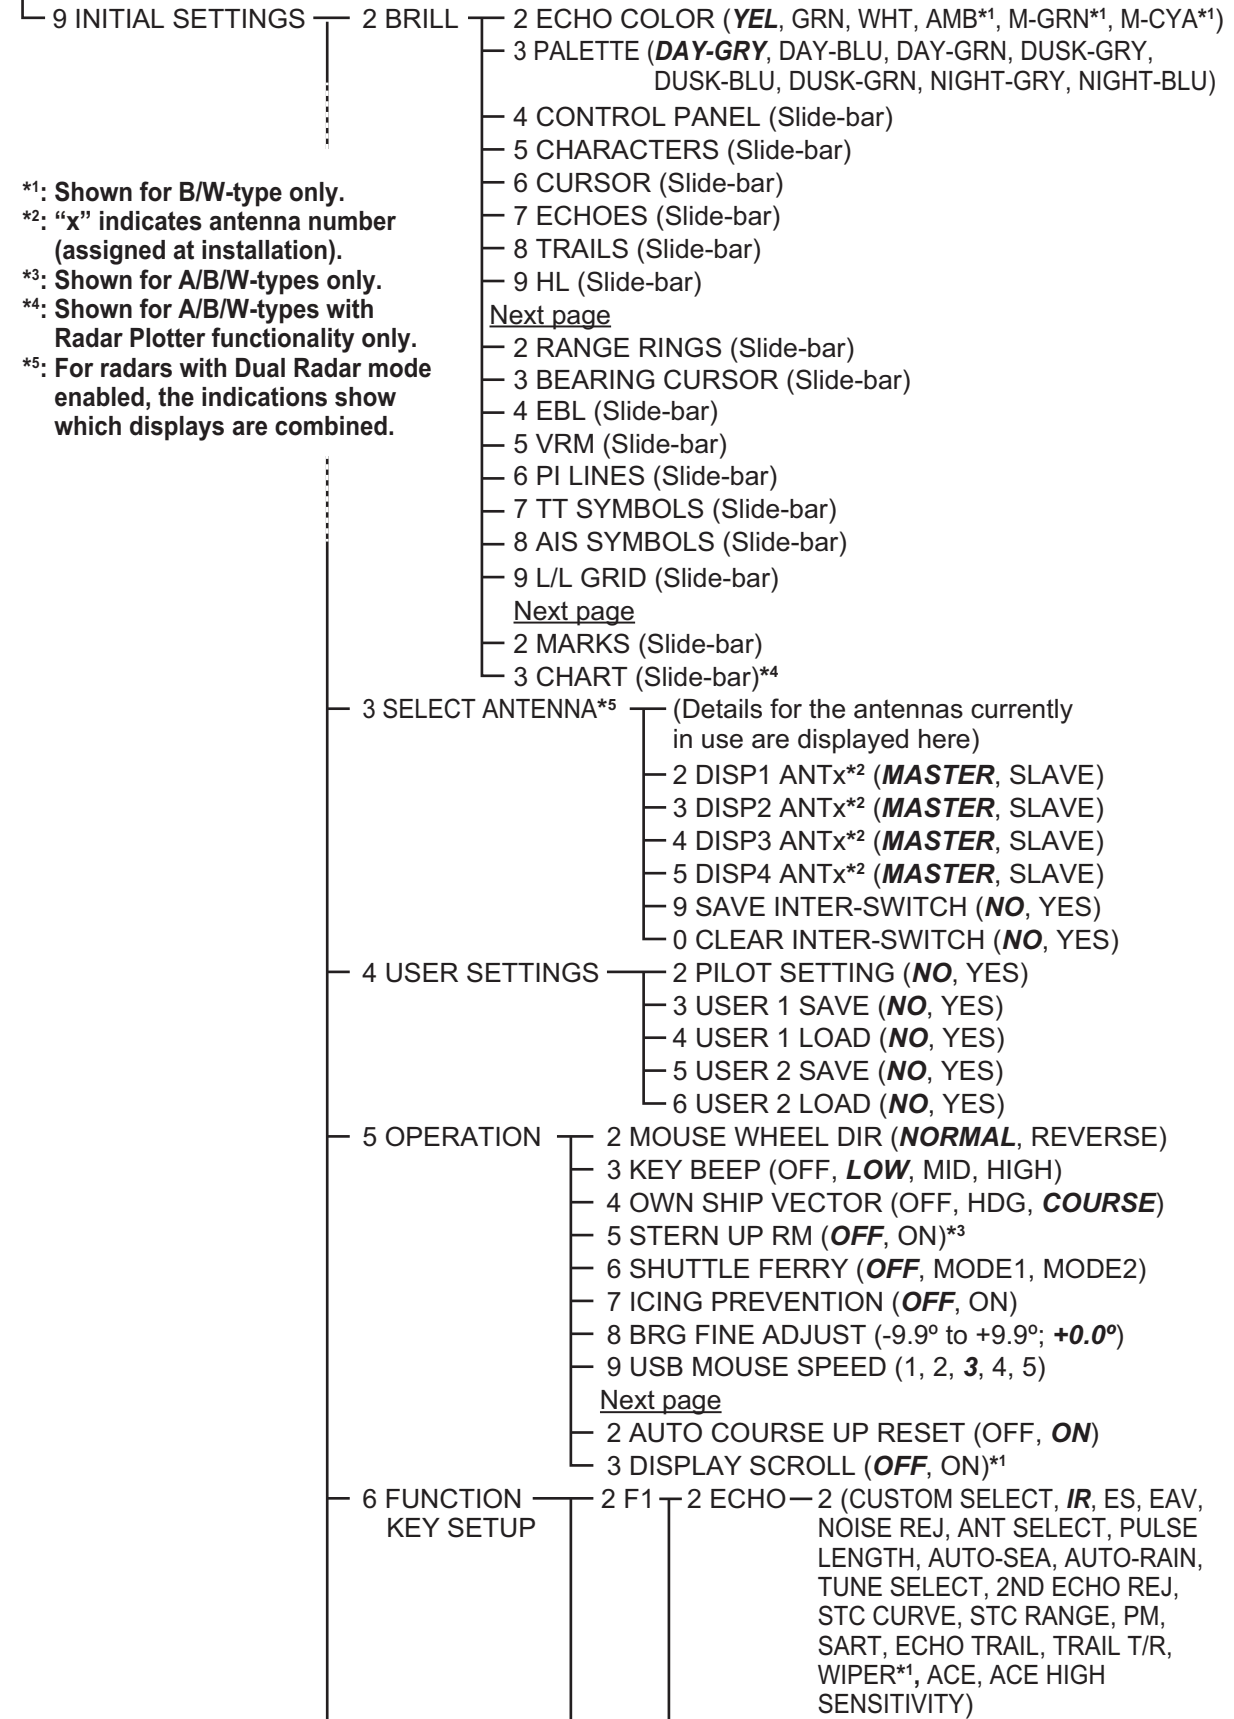 9 INITIAL SETTINGS 2 BRILL 2 ECHO COLOR (YEL, GRN, WHT, AMB*1, M-GRN*1, M-CYA*1)
3 PALETTE (DAY-GRY, DAY-BLU, DAY-GRN, DUSK-GRY,
DUSK-BLU, DUSK-GRN, NIGHT-GRY, NIGHT-BLU)
4 CONTROL PANEL (Slide-bar)
5 CHARACTERS (Slide-bar)
6 CURSOR (Slide-bar)
7 ECHOES (Slide-bar)
8 TRAILS (Slide-bar)
9 HL (Slide-bar)
Next page
2 RANGE RINGS (Slide-bar)
3 BEARING CURSOR (Slide-bar)
4 EBL (Slide-bar)
5 VRM (Slide-bar)
6 PI LINES (Slide-bar)
7 TT SYMBOLS (Slide-bar)
8 AIS SYMBOLS (Slide-bar)
9 L/L GRID (Slide-bar)
Next page
2 MARKS (Slide-bar)
3 CHART (Slide-bar)*4
*1: Shown for B/W-type only.
*2: “x” indicates antenna number
(assigned at installation).
*3: Shown for A/B/W-types only.
*4: Shown for A/B/W-types with
Radar Plotter functionality only.
*5: For radars with Dual Radar mode
enabled, the indications show
which displays are combined.
3 SELECT ANTENNA*5 (Details for the antennas currently
in use are displayed here)
2 DISP1 ANTx*2 (MASTER, SLAVE)
3 DISP2 ANTx*2 (MASTER, SLAVE)
4 DISP3 ANTx*2 (MASTER, SLAVE)
5 DISP4 ANTx*2 (MASTER, SLAVE)
9 SAVE INTER-SWITCH (NO, YES)
0 CLEAR INTER-SWITCH (NO, YES)
4 USER SETTINGS 2 PILOT SETTING (NO, YES)
3 USER 1 SAVE (NO, YES)
4 USER 1 LOAD (NO, YES)
5 USER 2 SAVE (NO, YES)
6 USER 2 LOAD (NO, YES)
5 OPERATION 2 MOUSE WHEEL DIR (NORMAL, REVERSE)
3 KEY BEEP (OFF, LOW, MID, HIGH)
4 OWN SHIP VECTOR (OFF, HDG, COURSE)
5 STERN UP RM (OFF, ON)*3
6 SHUTTLE FERRY (OFF, MODE1, MODE2)
7 ICING PREVENTION (OFF, ON)
8 BRG FINE ADJUST (-9.9º to +9.9º; +0.0º)
9 USB MOUSE SPEED (1, 2, 3, 4, 5)
Next page
2 AUTO COURSE UP RESET (OFF, ON)
3 DISPLAY SCROLL (OFF, ON)*1
6 FUNCTION 2 F1 2 ECHO 2 (CUSTOM SELECT, IR, ES, EAV,
KEY SETUP NOISE REJ, ANT SELECT, PULSE
LENGTH, AUTO-SEA, AUTO-RAIN,
TUNE SELECT, 2ND ECHO REJ,
STC CURVE, STC RANGE, PM,
SART, ECHO TRAIL, TRAIL T/R,
WIPER*1, ACE, ACE HIGH
SENSITIVITY)